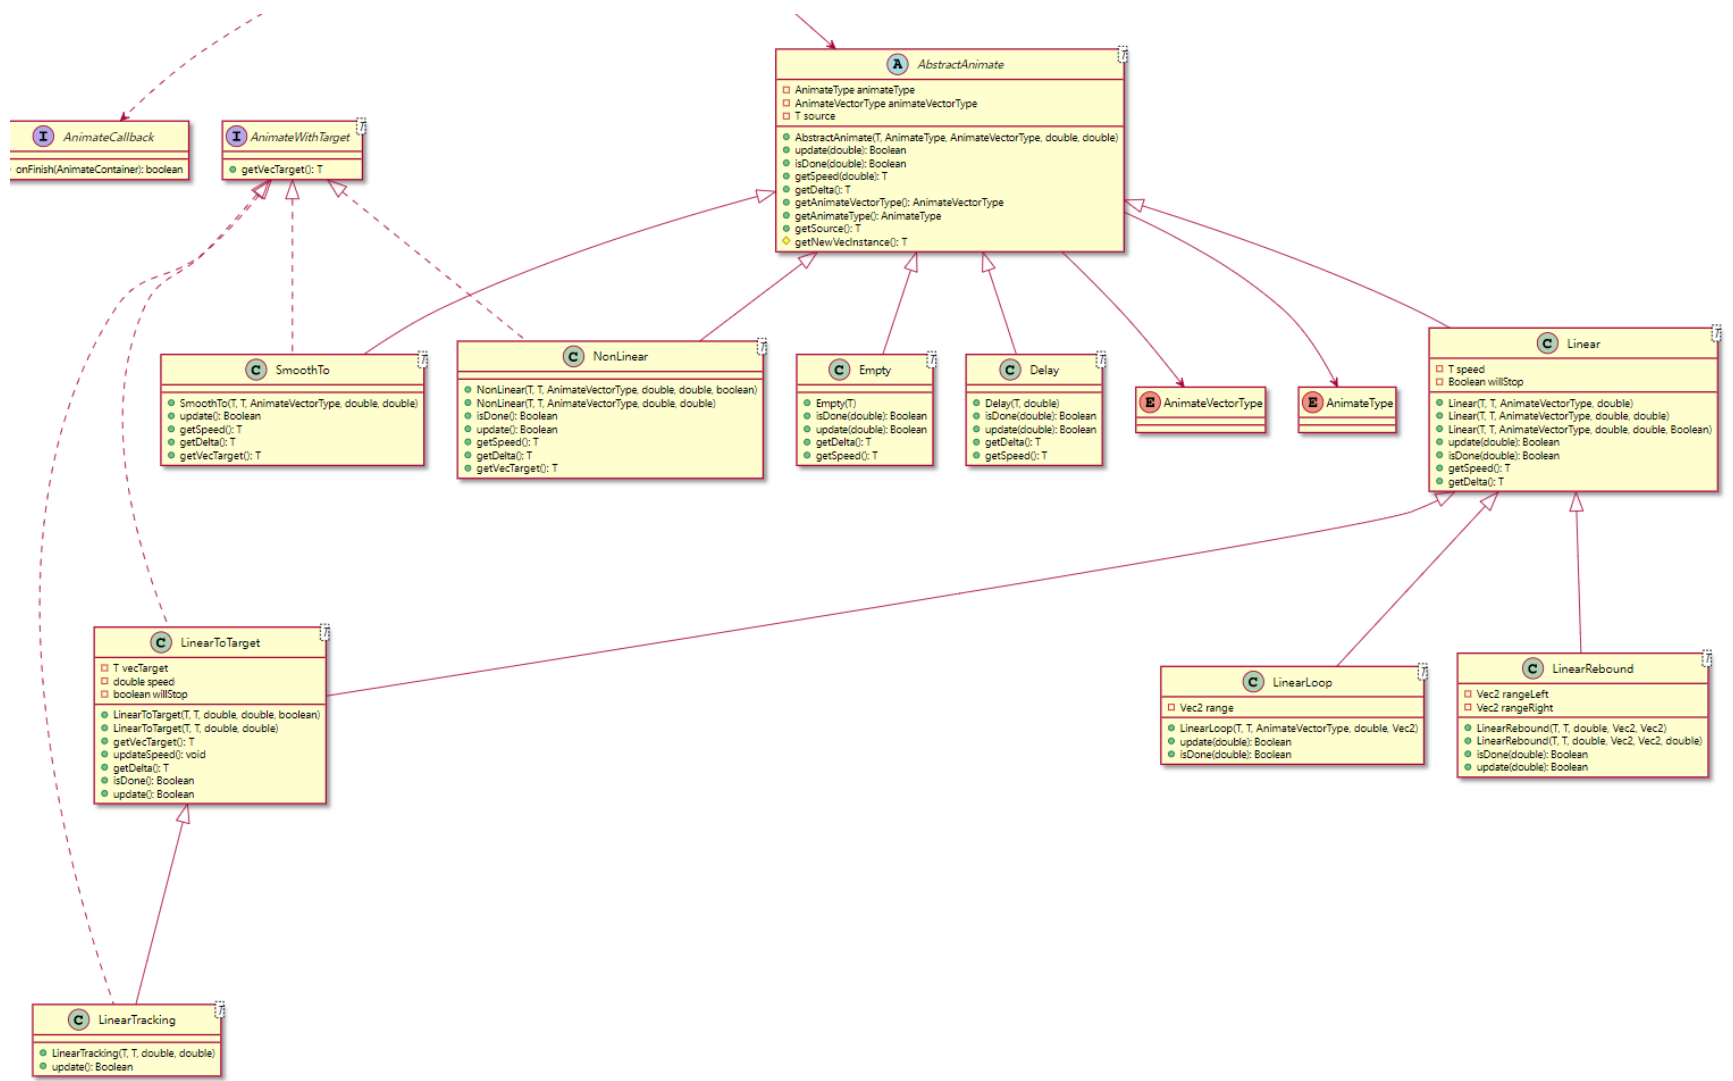 A AbstractAnimate
T
AnimateType animateType
AnimateVectorType animateVectorType
T source
AbstractAnimate(T, AnimateType, AnimateVectorType, double, double)
update(double): Boolean
isDone(double): Boolean
getSpeed(double): T
getDelta(): T
getAnimateVectorType(): AnimateVectorType
getAnimateType(): AnimateType
getSource(): T
getNewVecInstance(): T
I AnimateCallback
onFinish(AnimateContainer): boolean
I AnimateWithTarget
T
getVecTarget(): T
C SmoothTo
T
SmoothTo(T, T, AnimateVectorType, double, double)
update(): Boolean
getSpeed(): T
getDelta(): T
getVecTarget(): T
C NonLinear
T
NonLinear(T, T, AnimateVectorType, double, double, boolean)
NonLinear(T, T, AnimateVectorType, double, double)
isDone(): Boolean
update(): Boolean
getSpeed(): T
getDelta(): T
getVecTarget(): T
C Empty
T
Empty(T)
isDone(double): Boolean
update(double): Boolean
getDelta(): T
getSpeed(): T
C Delay
T
Delay(T, double)
isDone(double): Boolean
update(double): Boolean
getDelta(): T
getSpeed(): T
E AnimateVectorType
E AnimateType
C Linear
T
T speed
Boolean willStop
Linear(T, T, AnimateVectorType, double)
Linear(T, T, AnimateVectorType, double, double)
Linear(T, T, AnimateVectorType, double, double, Boolean)
update(double): Boolean
isDone(double): Boolean
getSpeed(): T
getDelta(): T
C LinearToTarget
T
T vecTarget
double speed
boolean willStop
LinearToTarget(T, T, double, double, boolean)
LinearToTarget(T, T, double, double)
getVecTarget(): T
updateSpeed(): void
getDelta(): T
isDone(): Boolean
update(): Boolean
C LinearLoop
T
Vec2 range
LinearLoop(T, T, AnimateVectorType, double, Vec2)
update(double): Boolean
isDone(double): Boolean
C LinearRebound
T
Vec2 rangeLeft
Vec2 rangeRight
LinearRebound(T, T, double, Vec2, Vec2)
LinearRebound(T, T, double, Vec2, Vec2, double)
isDone(double): Boolean
update(double): Boolean
C LinearTracking
T
LinearTracking(T, T, double, double)
update(): Boolean